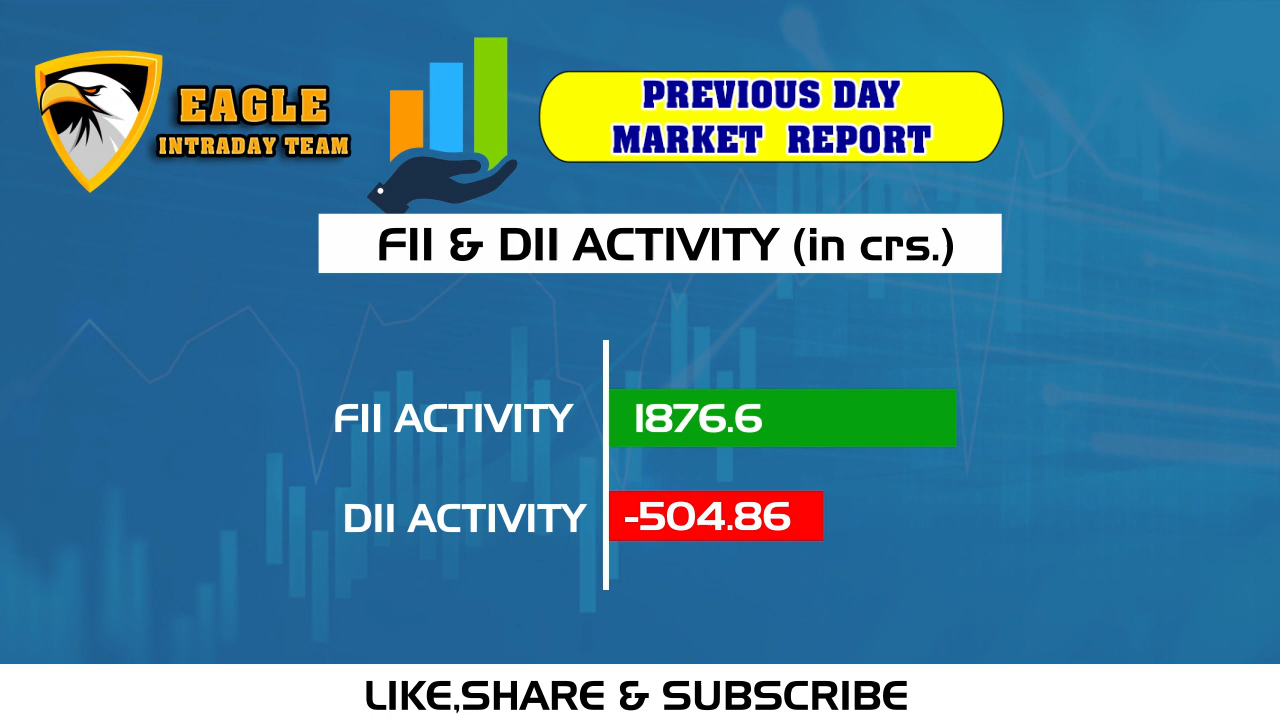 EAGLE
INTRADAY TEAM
PREVIOUS DAY
MARKET REPORT
FII & DII ACTIVITY (in crs.)
FII ACTIVITY 1876.6
DII ACTIVITY -504.86
LIKE,SHARE & SUBSCRIBE